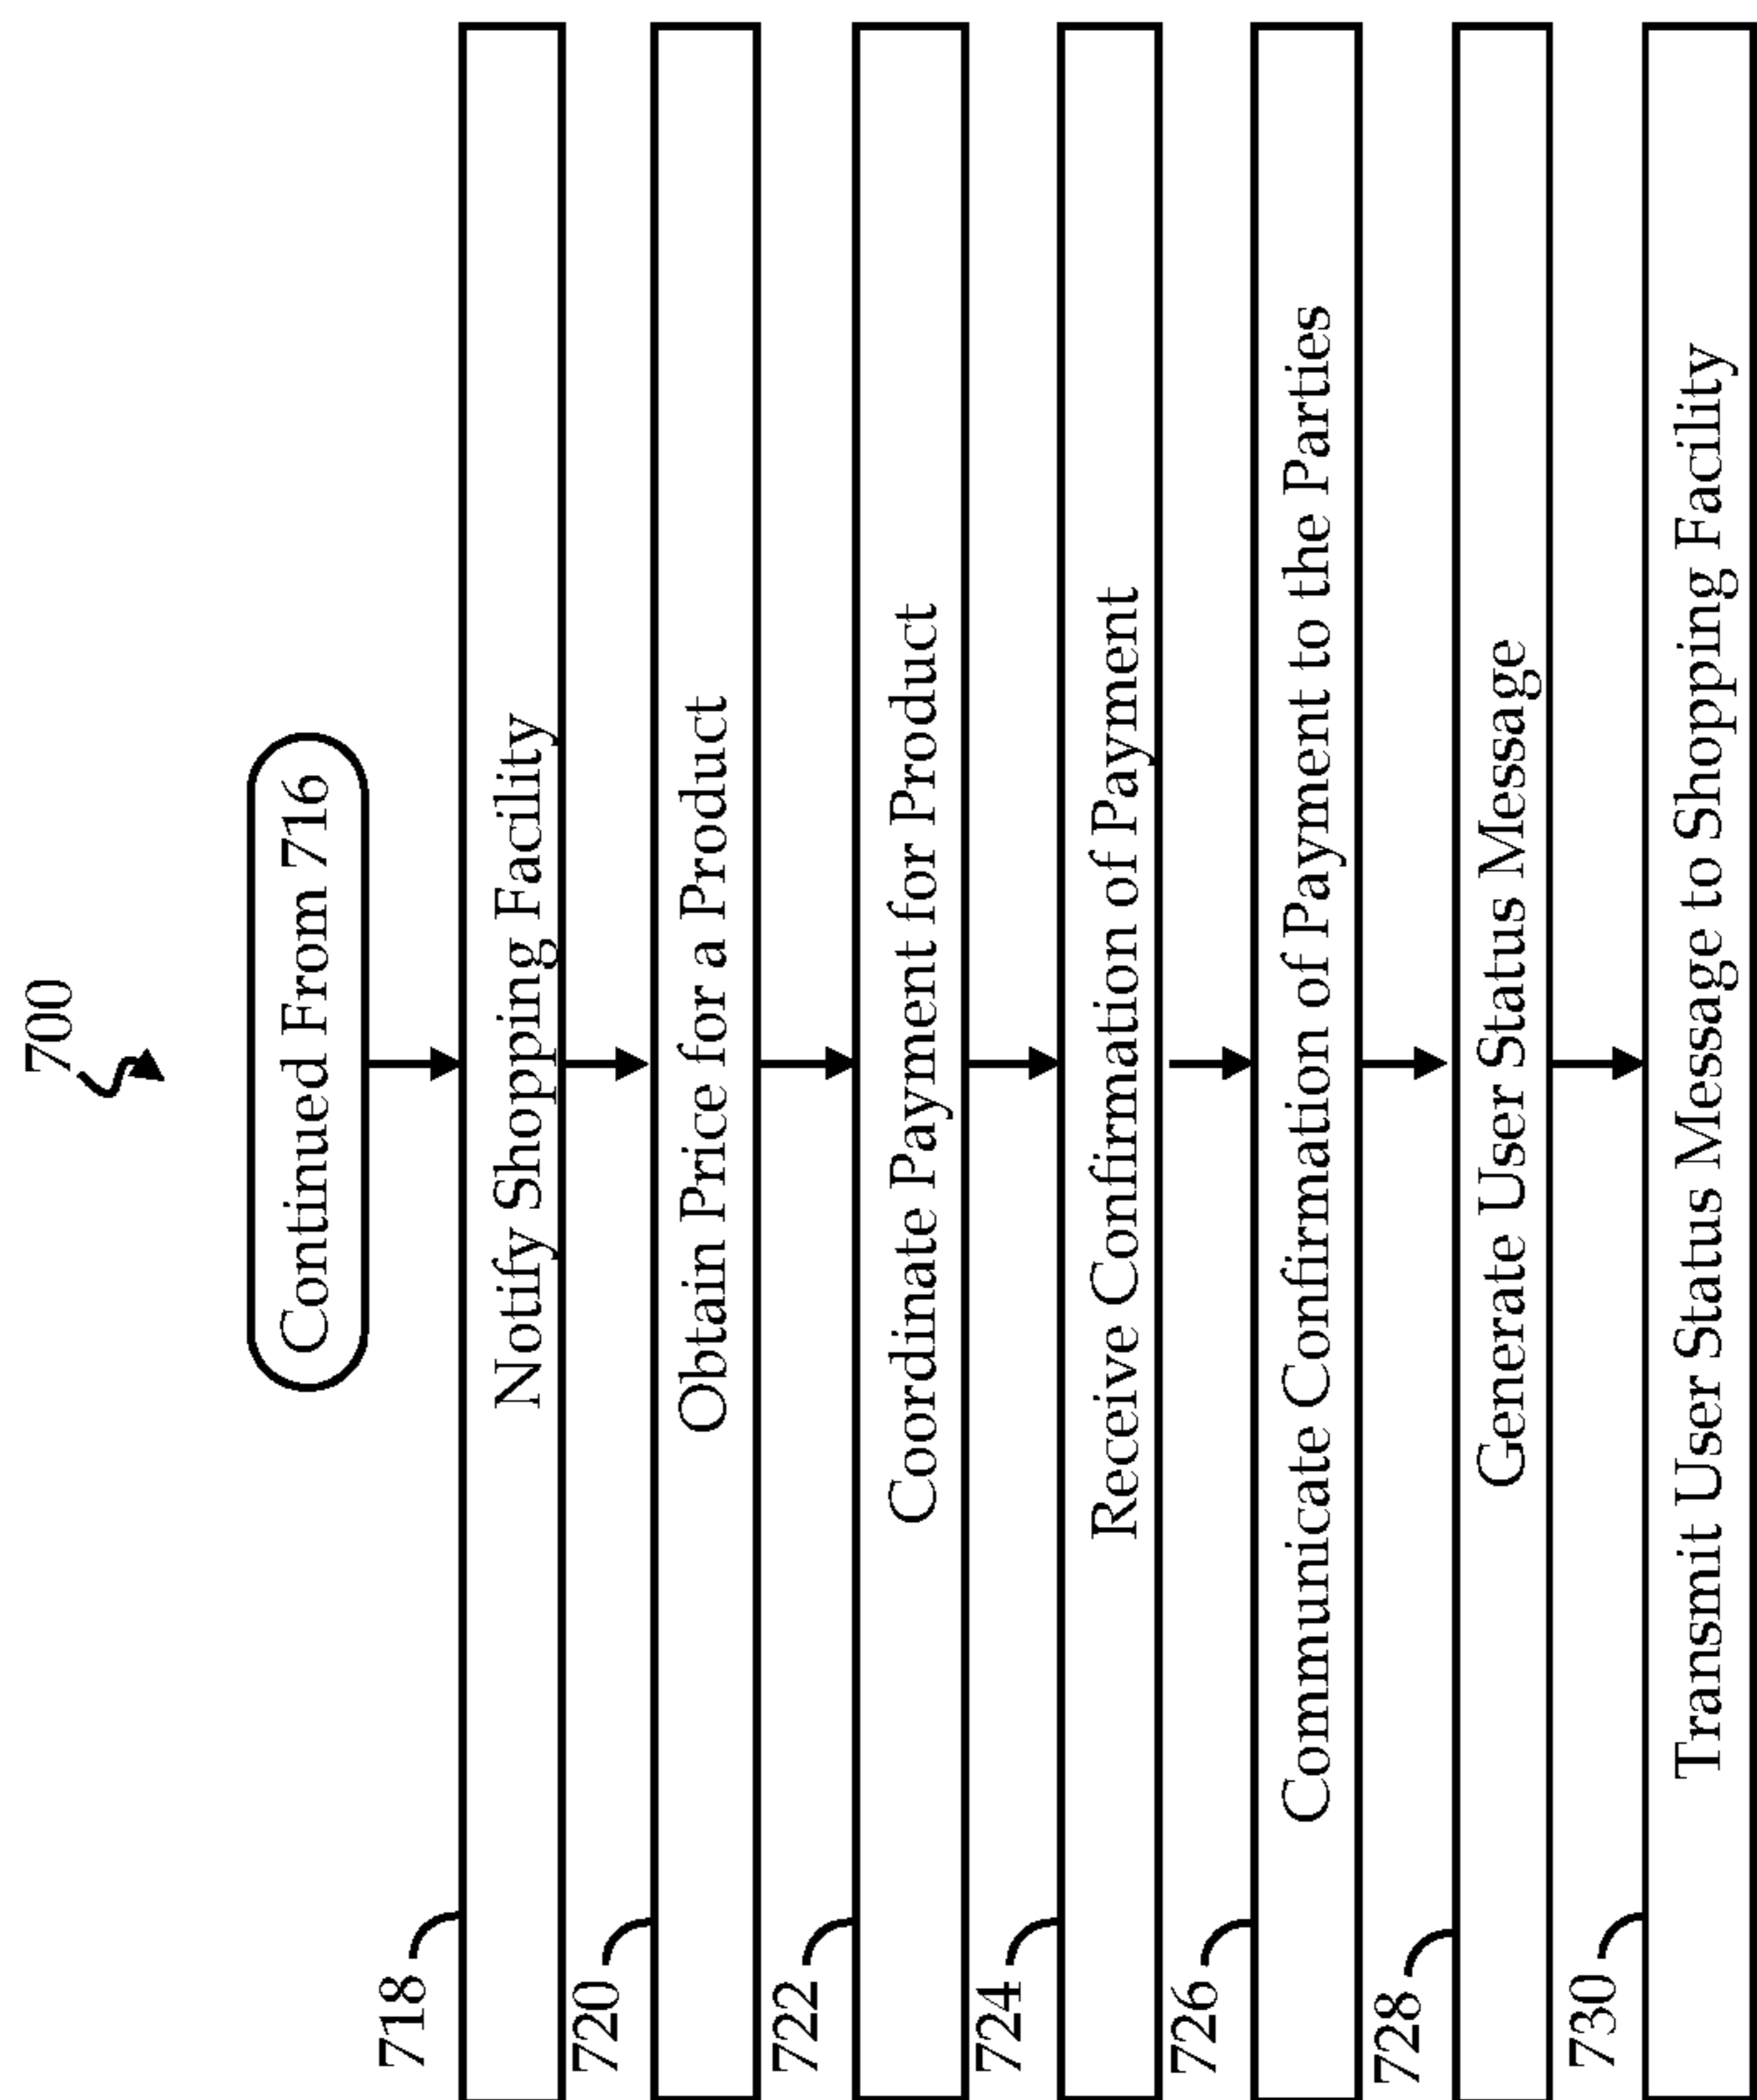 700
Continued From 716
718
Notify Shopping Facility
720
Obtain Price for a Product
722
Coordinate Payment for Product
724
Receive Confirmation of Payment
726
Communicate Confirmation of Payment to the Parties
728
Generate User Status Message
730
Transmit User Status Message to Shopping Facility